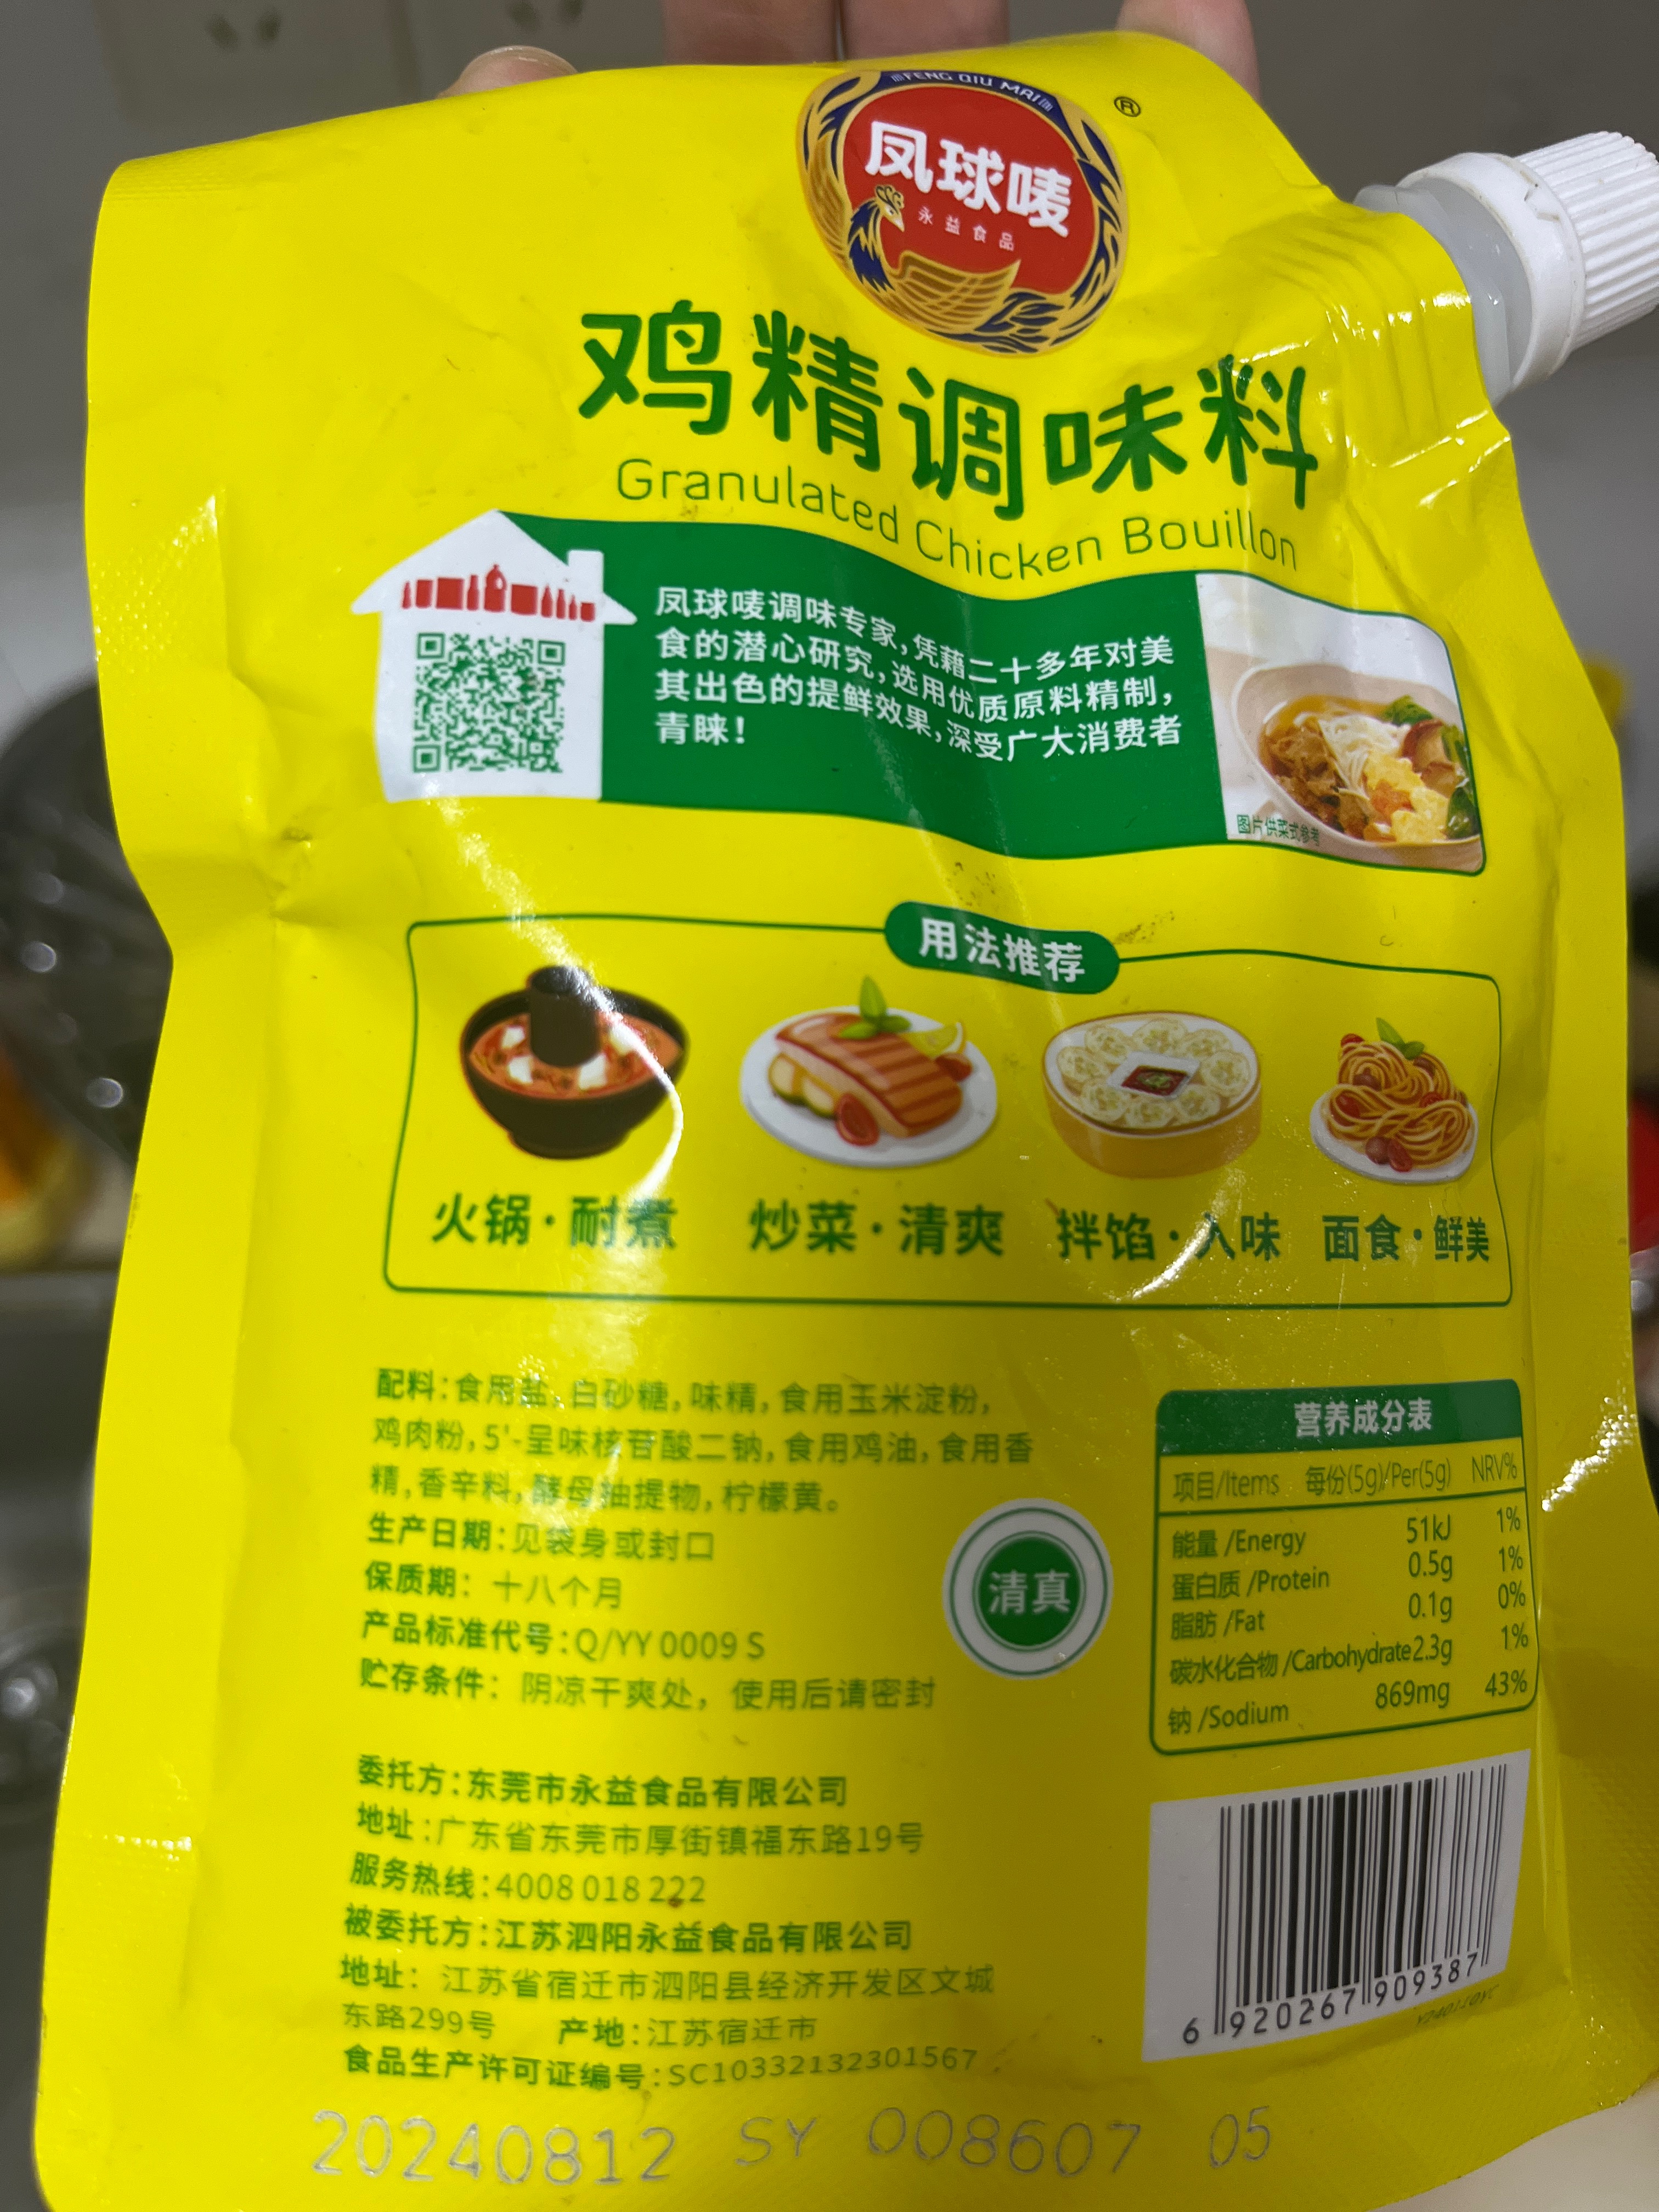 FENG QIU MAI
®
凤球唛
永益食品
鸡精调味料
Granulated Chicken Bouillon
凤球唛调味专家,凭藉二十多年对美
食的潜心研究,选用优质原料精制,
其出色的提鲜效果,深受广大消费者
青睐!
图片供菜式参考
用法推荐
火锅·耐煮
炒菜·清爽
拌馅·入味
面食·鲜美
配料:食用盐,白砂糖,味精,食用玉米淀粉,
鸡肉粉,5'-呈味核苷酸二钠,食用鸡油,食用香
精,香辛料,酵母抽提物,柠檬黄。
生产日期:见袋身或封口
保质期: 十八个月
产品标准代号:Q/YY 0009 S
贮存条件: 阴凉干爽处, 使用后请密封
清真
营养成分表
项目/Items 每份(5g)/Per(5g) NRV%
能量 /Energy 51kJ 1%
蛋白质 /Protein 0.5g 1%
脂肪 /Fat 0.1g 0%
碳水化合物 /Carbohydrate 2.3g 1%
钠 /Sodium 869mg 43%
委托方:东莞市永益食品有限公司
地址:广东省东莞市厚街镇福东路19号
服务热线:4008 018 222
被委托方:江苏泗阳永益食品有限公司
地址: 江苏省宿迁市泗阳县经济开发区文城
东路299号 产地:江苏宿迁市
食品生产许可证编号:SC10332132301567
6 920267 909387
20240812 SY 008607 05